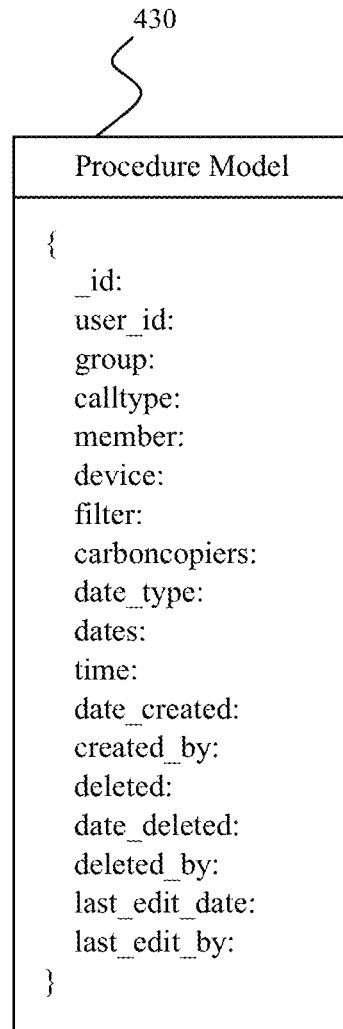 430
Procedure Model
{
_id:
user_id:
group:
calltype:
member:
device:
filter:
carboncopiers:
date_type:
dates:
time:
date_created:
created_by:
deleted:
date_deleted:
deleted_by:
last_edit_date:
last_edit_by:
}